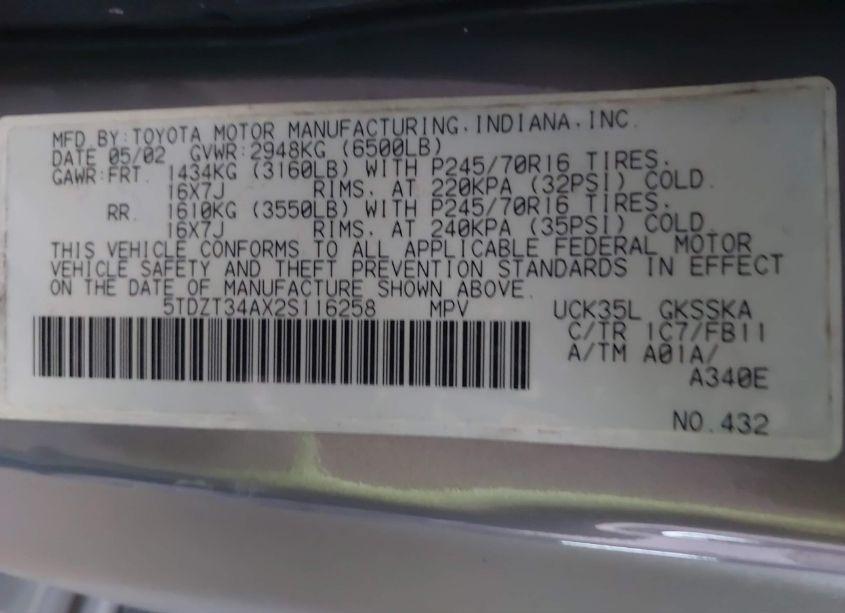 MFD BY:TOYOTA MOTOR MANUFACTURING.INDIANA.INC.
DATE 05/02 GVWR:2948KG (6500LB)
GAWR:FRT. 1434KG (3160LB) WITH P245/70R16 TIRES.
16X7J RIMS. AT 220KPA (32PSI) COLD.
RR. 1610KG (3550LB) WITH P245/70R16 TIRES.
16X7J RIMS. AT 240KPA (35PSI) COLD.
THIS VEHICLE CONFORMS TO ALL APPLICABLE FEDERAL MOTOR
VEHICLE SAFETY AND THEFT PREVENTION STANDARDS IN EFFECT
ON THE DATE OF MANUFACTURE SHOWN ABOVE.
5TDZT34AX2S116258 MPV UCK35L GKSSKA
C/TR 1C7/FB11
A/TM A01A/
A340E
NO.432